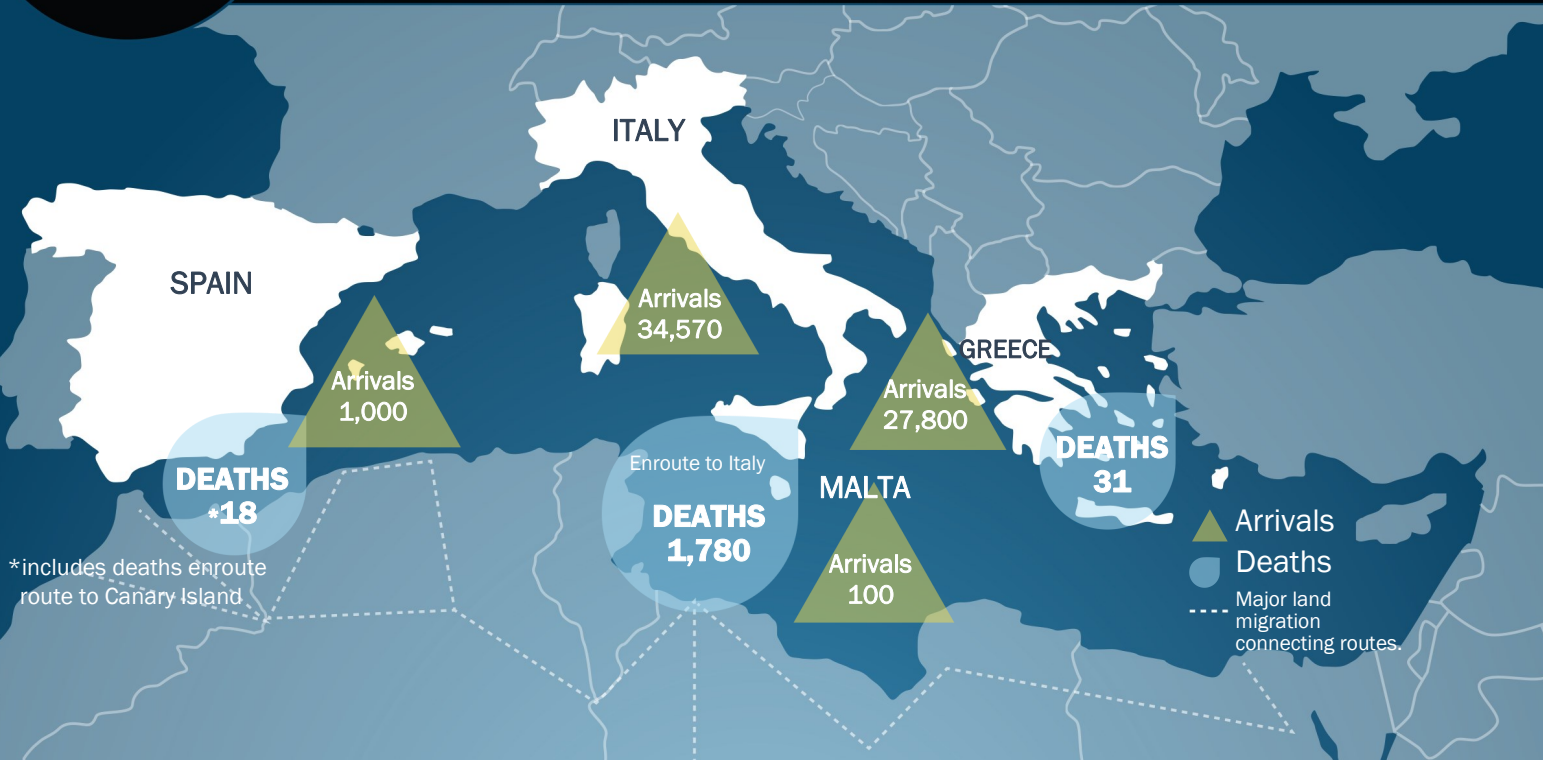 ITALY
SPAIN
Arrivals
34,570
GREECE
Arrivals
1,000
Arrivals
27,800
DEATHS
*18
Enroute to Italy
DEATHS
1,780
MALTA
DEATHS
31
Arrivals
100
*includes deaths enroute
route to Canary Island
Arrivals
Deaths
Major land
migration
connecting routes.